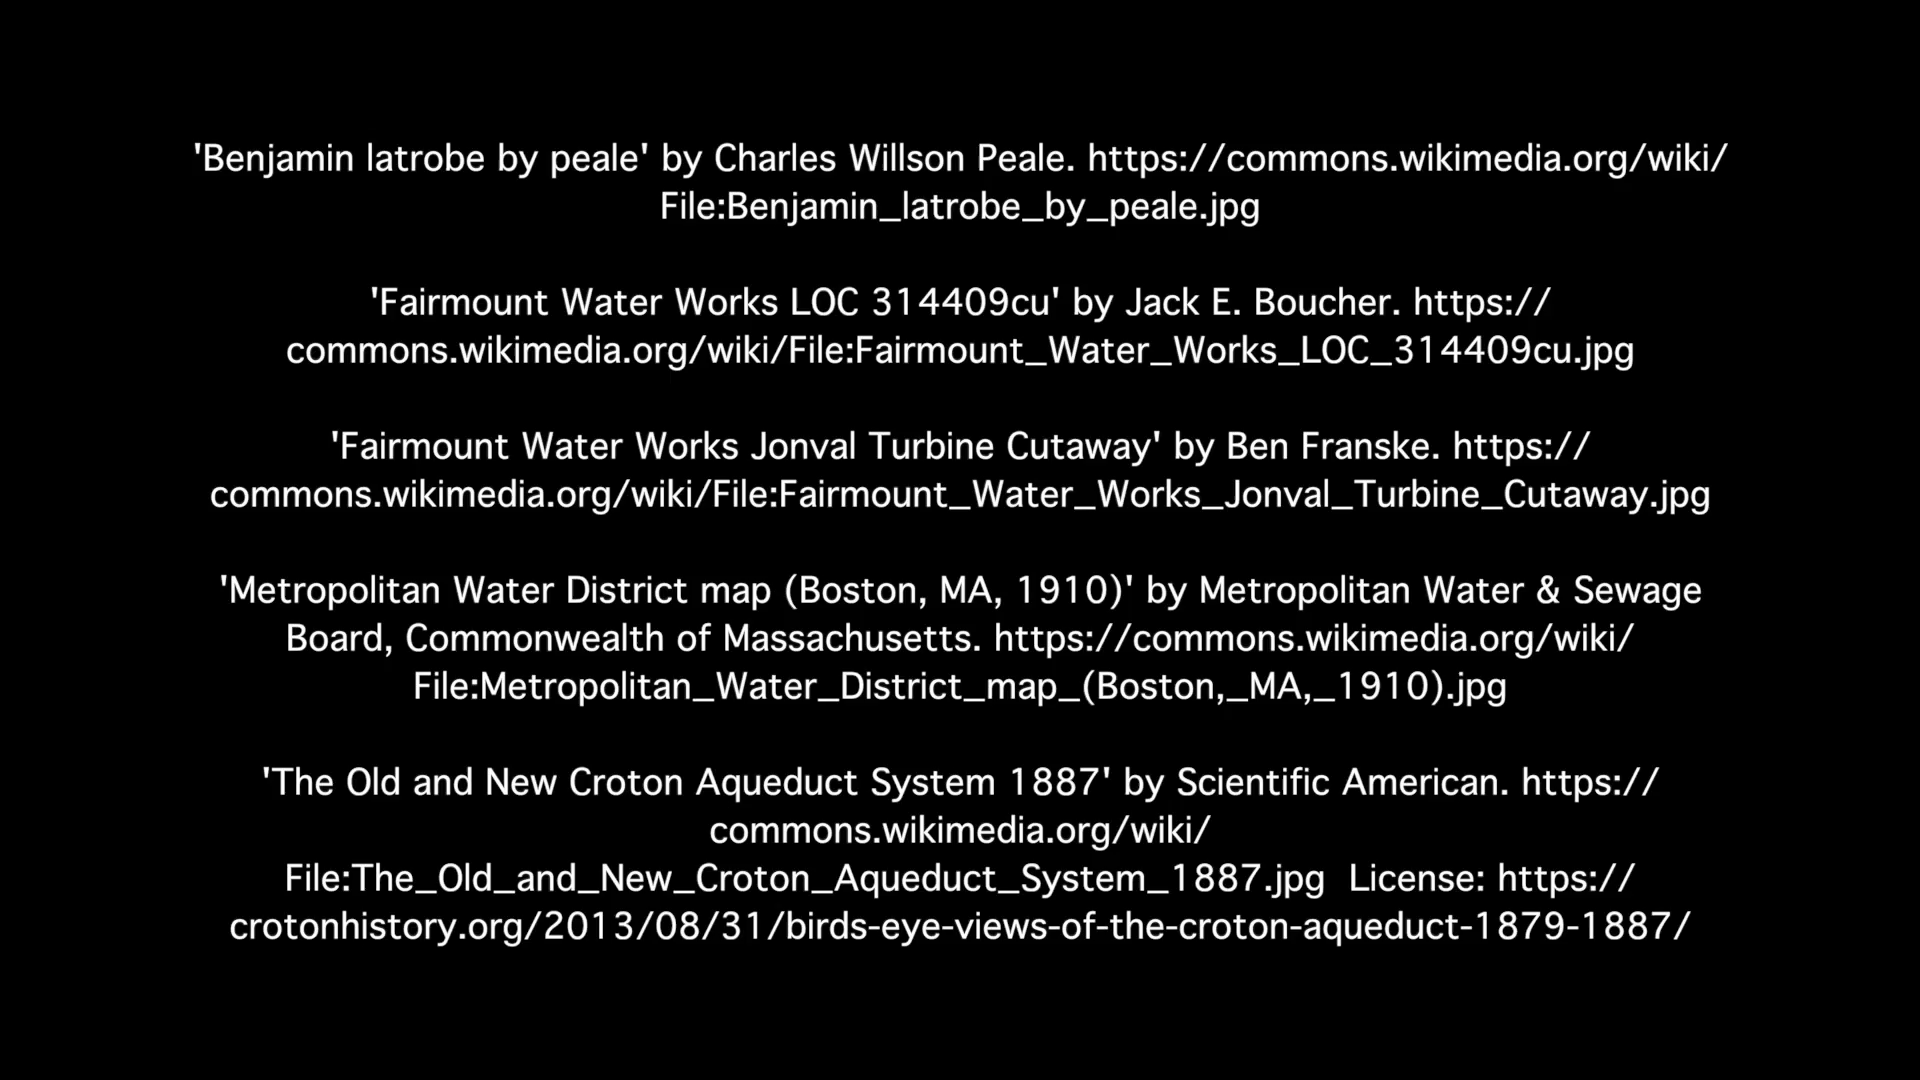 'Benjamin latrobe by peale' by Charles Willson Peale. https://commons.wikimedia.org/wiki/
File:Benjamin_latrobe_by_peale.jpg
'Fairmount Water Works LOC 314409cu' by Jack E. Boucher. https://
commons.wikimedia.org/wiki/File:Fairmount_Water_Works_LOC_314409cu.jpg
'Fairmount Water Works Jonval Turbine Cutaway' by Ben Franske. https://
commons.wikimedia.org/wiki/File:Fairmount_Water_Works_Jonval_Turbine_Cutaway.jpg
'Metropolitan Water District map (Boston, MA, 1910)' by Metropolitan Water & Sewage
Board, Commonwealth of Massachusetts. https://commons.wikimedia.org/wiki/
File:Metropolitan_Water_District_map_(Boston,_MA,_1910).jpg
'The Old and New Croton Aqueduct System 1887' by Scientific American. https://
commons.wikimedia.org/wiki/
File:The_Old_and_New_Croton_Aqueduct_System_1887.jpg  License: https://
crotonhistory.org/2013/08/31/birds-eye-views-of-the-croton-aqueduct-1879-1887/